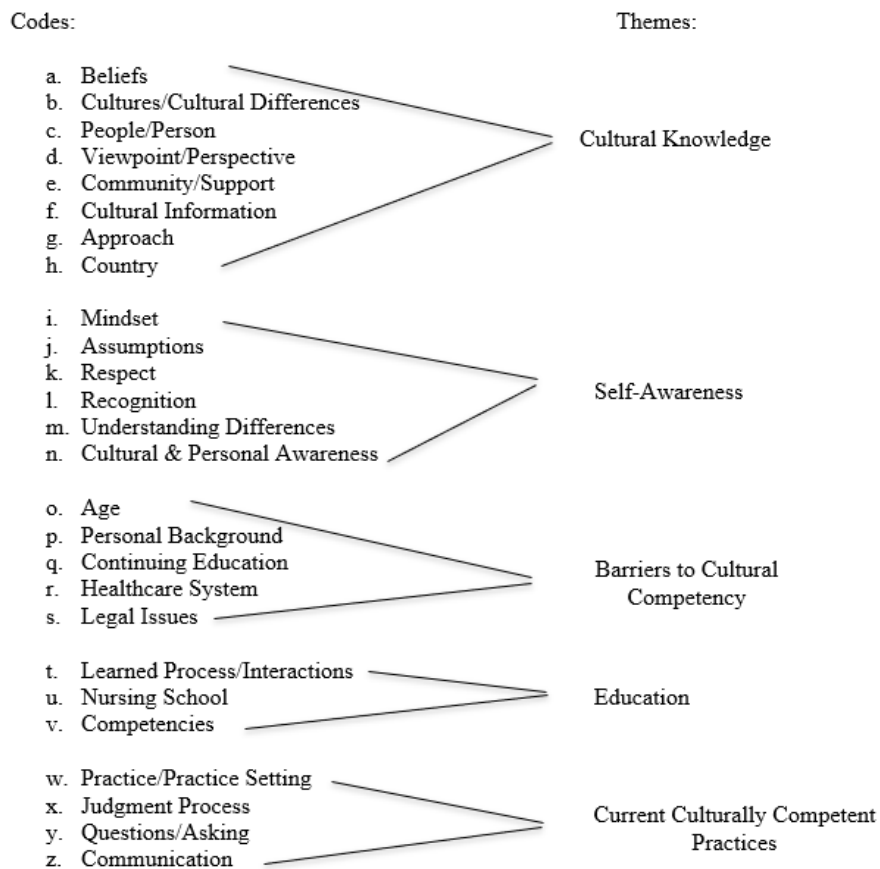 Codes:
Themes:
a. Beliefs
b. Cultures/Cultural Differences
c. People/Person
d. Viewpoint/Perspective
e. Community/Support
f. Cultural Information
g. Approach
h. Country
Cultural Knowledge
i. Mindset
j. Assumptions
k. Respect
l. Recognition
m. Understanding Differences
n. Cultural & Personal Awareness
Self-Awareness
o. Age
p. Personal Background
q. Continuing Education
r. Healthcare System
s. Legal Issues
Barriers to Cultural
Competency
t. Learned Process/Interactions
u. Nursing School
v. Competencies
Education
w. Practice/Practice Setting
x. Judgment Process
y. Questions/Asking
z. Communication
Current Culturally Competent
Practices